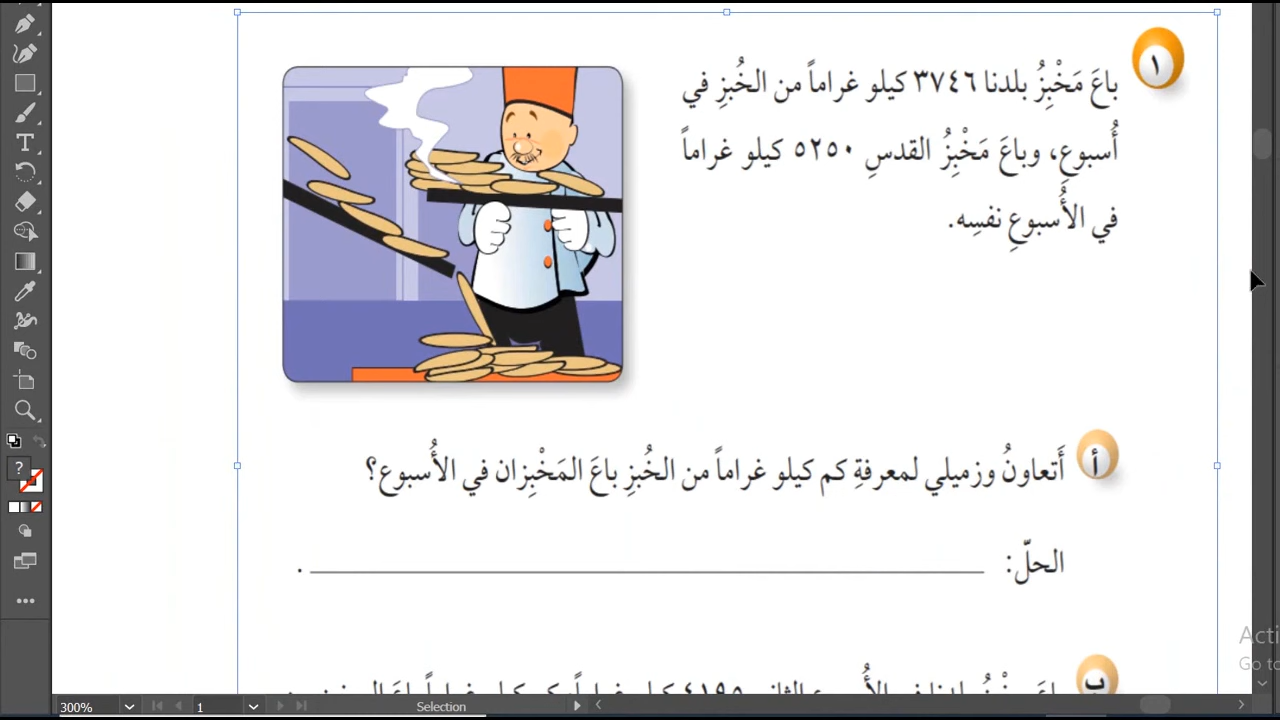 ١
باعَ مَخْبِزُ بلدنا ٣٧٤٦ كيلو غراماً من الخُبزِ في
أُسبوعٍ، وباعَ مَخْبِزُ القدسِ ٥٢٥٠ كيلو غراماً
في الأُسبوعِ نفسِه.
أ
أَتعاونُ وزميلي لمعرفةِ كم كيلو غراماً من الخُبزِ باعَ المَخْبِزان في الأُسبوع؟
الحلّ: ــــــــــــــــــــــــــــــــ .
ب
300%
1
Selection